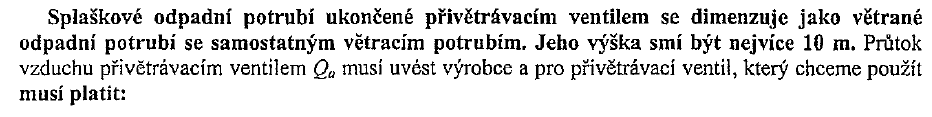 Splaškové odpadní potrubí ukončené přivětrávacím ventilem se dimenzuje jako větrané
odpadní potrubí se samostatným větracím potrubím. Jeho výška smí být nejvíce 10 m. Průtok
vzduchu přivětrávacím ventilem Qa musí uvést výrobce a pro přivětrávací ventil, který chceme použít
musí platit: